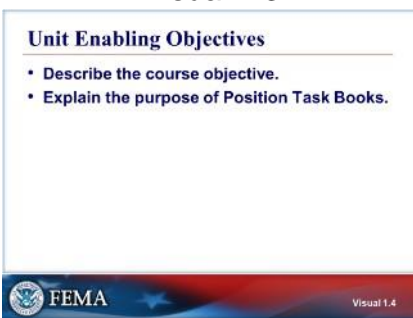 Unit Enabling Objectives
• Describe the course objective.
• Explain the purpose of Position Task Books.
FEMA
Visual 1.4